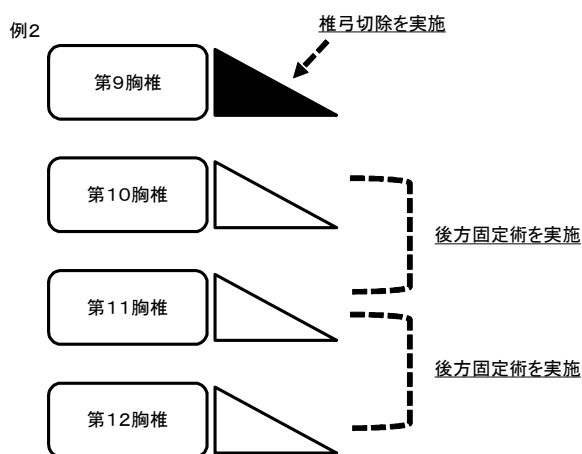 例2
椎弓切除を実施
第9胸椎
第10胸椎
後方固定術を実施
第11胸椎
後方固定術を実施
第12胸椎